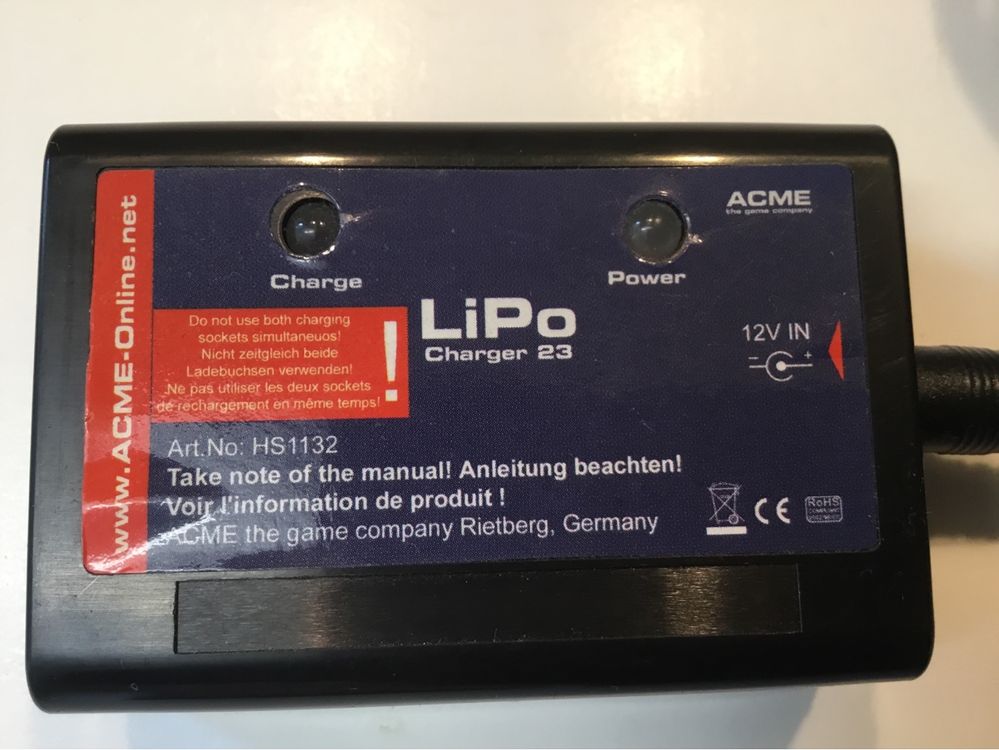 www.ACME-Online.net
ACME
the game company
Charge
Power
Do not use both charging
sockets simultaneuos!
Nicht zeitgleich beide
Ladebuchsen verwenden!
Ne pas utiliser les deux sockets
de rechargement en même temps!
!
LiPo
Charger 23
12V IN
- +
Art.No: HS1132
Take note of the manual! Anleitung beachten!
Voir l'information de produit !
ACME the game company Rietberg, Germany
CE
RoHS
COMPLIANT